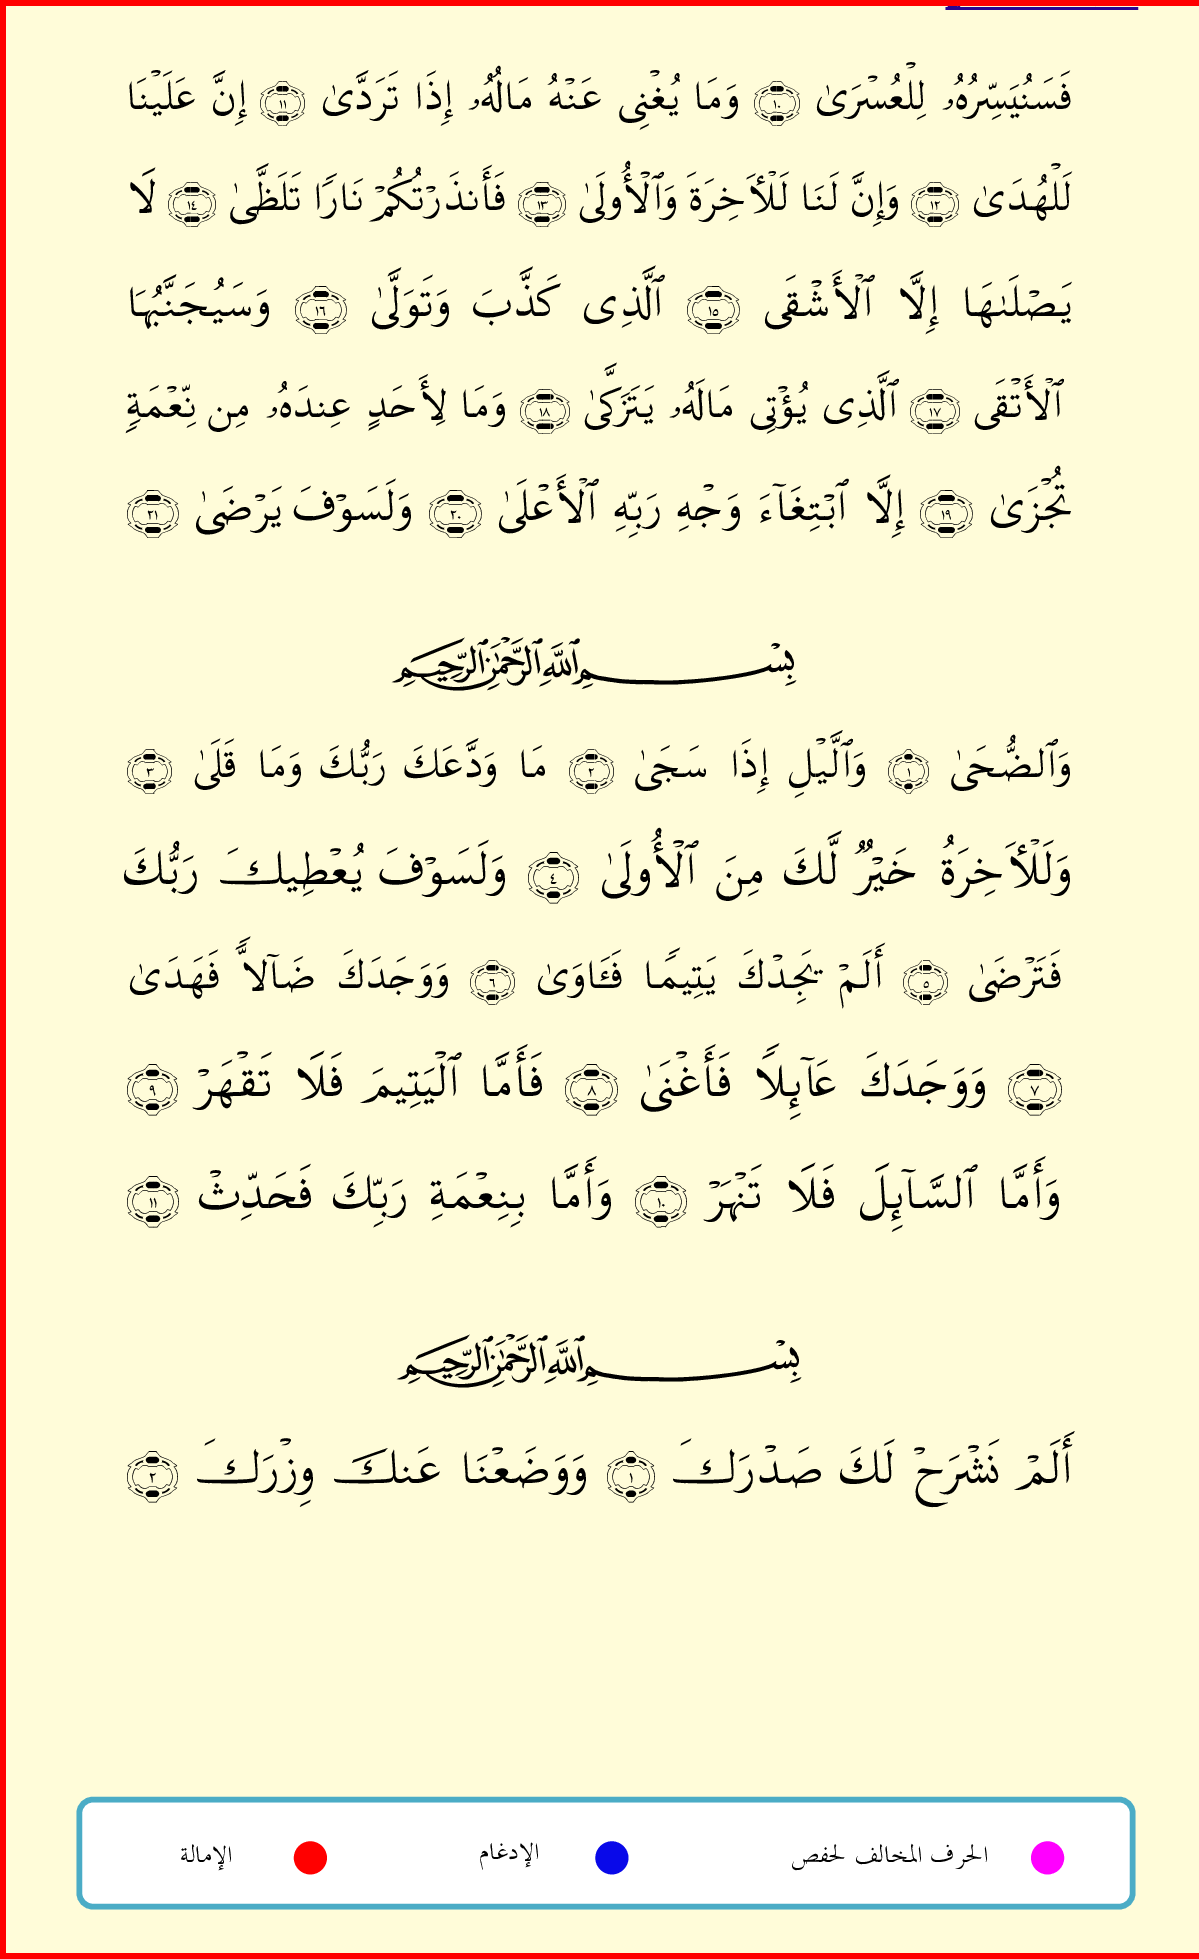 فَسَنُيَسِّرُهُۥ لِلْعُسْرَىٰ ١٠ وَمَا يُغْنِى عَنْهُ مَالُهُۥٓ إِذَا تَرَدَّىٰ ١١ إِنَّ عَلَيْنَا
لَلْهُدَىٰ ١٢ وَإِنَّ لَنَا لَلْأَخِرَةَ وَٱلْأُولَىٰ ١٣ فَأَنذَرْتُكُمْ نَارًا تَلَظَّىٰ ١٤ لَا
يَصْلَىٰهَا إِلَّا ٱلْأَشْقَى ١٥ ٱلَّذِى كَذَّبَ وَتَوَلَّىٰ ١٦ وَسَيُجَنَّبُهَا
ٱلْأَتْقَى ١٧ ٱلَّذِى يُؤْتِى مَالَهُۥ يَتَزَكَّىٰ ١٨ وَمَا لِأَحَدٍ عِندَهُۥ مِن نِّعْمَةٍ
تُجْزَىٰ ١٩ إِلَّا ٱبْتِغَآءَ وَجْهِ رَبِّهِ ٱلْأَعْلَىٰ ٢٠ وَلَسَوْفَ يَرْضَىٰ ٢١
بِسْمِ ٱللَّهِ ٱلرَّحْمَٰنِ ٱلرَّحِيمِ
وَٱلضُّحَىٰ ١ وَٱلَّيْلِ إِذَا سَجَىٰ ٢ مَا وَدَّعَكَ رَبُّكَ وَمَا قَلَىٰ ٣
وَلَلْأَخِرَةُ خَيْرٌ لَّكَ مِنَ ٱلْأُولَىٰ ٤ وَلَسَوْفَ يُعْطِيكَ رَبُّكَ
فَتَرْضَىٰ ٥ أَلَمْ يَجِدْكَ يَتِيمًا فَـَٔاوَىٰ ٦ وَوَجَدَكَ ضَآلًّا فَهَدَىٰ
٧ وَوَجَدَكَ عَآئِلًا فَأَغْنَىٰ ٨ فَأَمَّا ٱلْيَتِيمَ فَلَا تَقْهَرْ ٩
وَأَمَّا ٱلسَّآئِلَ فَلَا تَنْهَرْ ١٠ وَأَمَّا بِنِعْمَةِ رَبِّكَ فَحَدِّثْ ١١
بِسْمِ ٱللَّهِ ٱلرَّحْمَٰنِ ٱلرَّحِيمِ
أَلَمْ نَشْرَحْ لَكَ صَدْرَكَ ١ وَوَضَعْنَا عَنكَ وِزْرَكَ ٢
الحرف المخالف لحفص الإدغام الإمالة